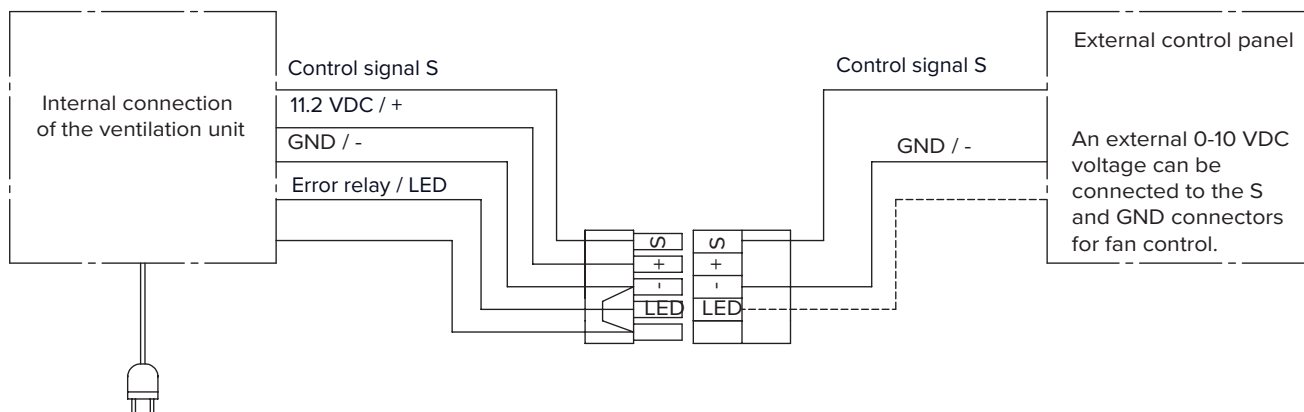 Internal connection
of the ventilation unit
Control signal S
11.2 VDC / +
GND / -
Error relay / LED
S
+
-
LED
S
+
-
LED
Control signal S
GND / -
External control panel
An external 0-10 VDC
voltage can be
connected to the S
and GND connectors
for fan control.